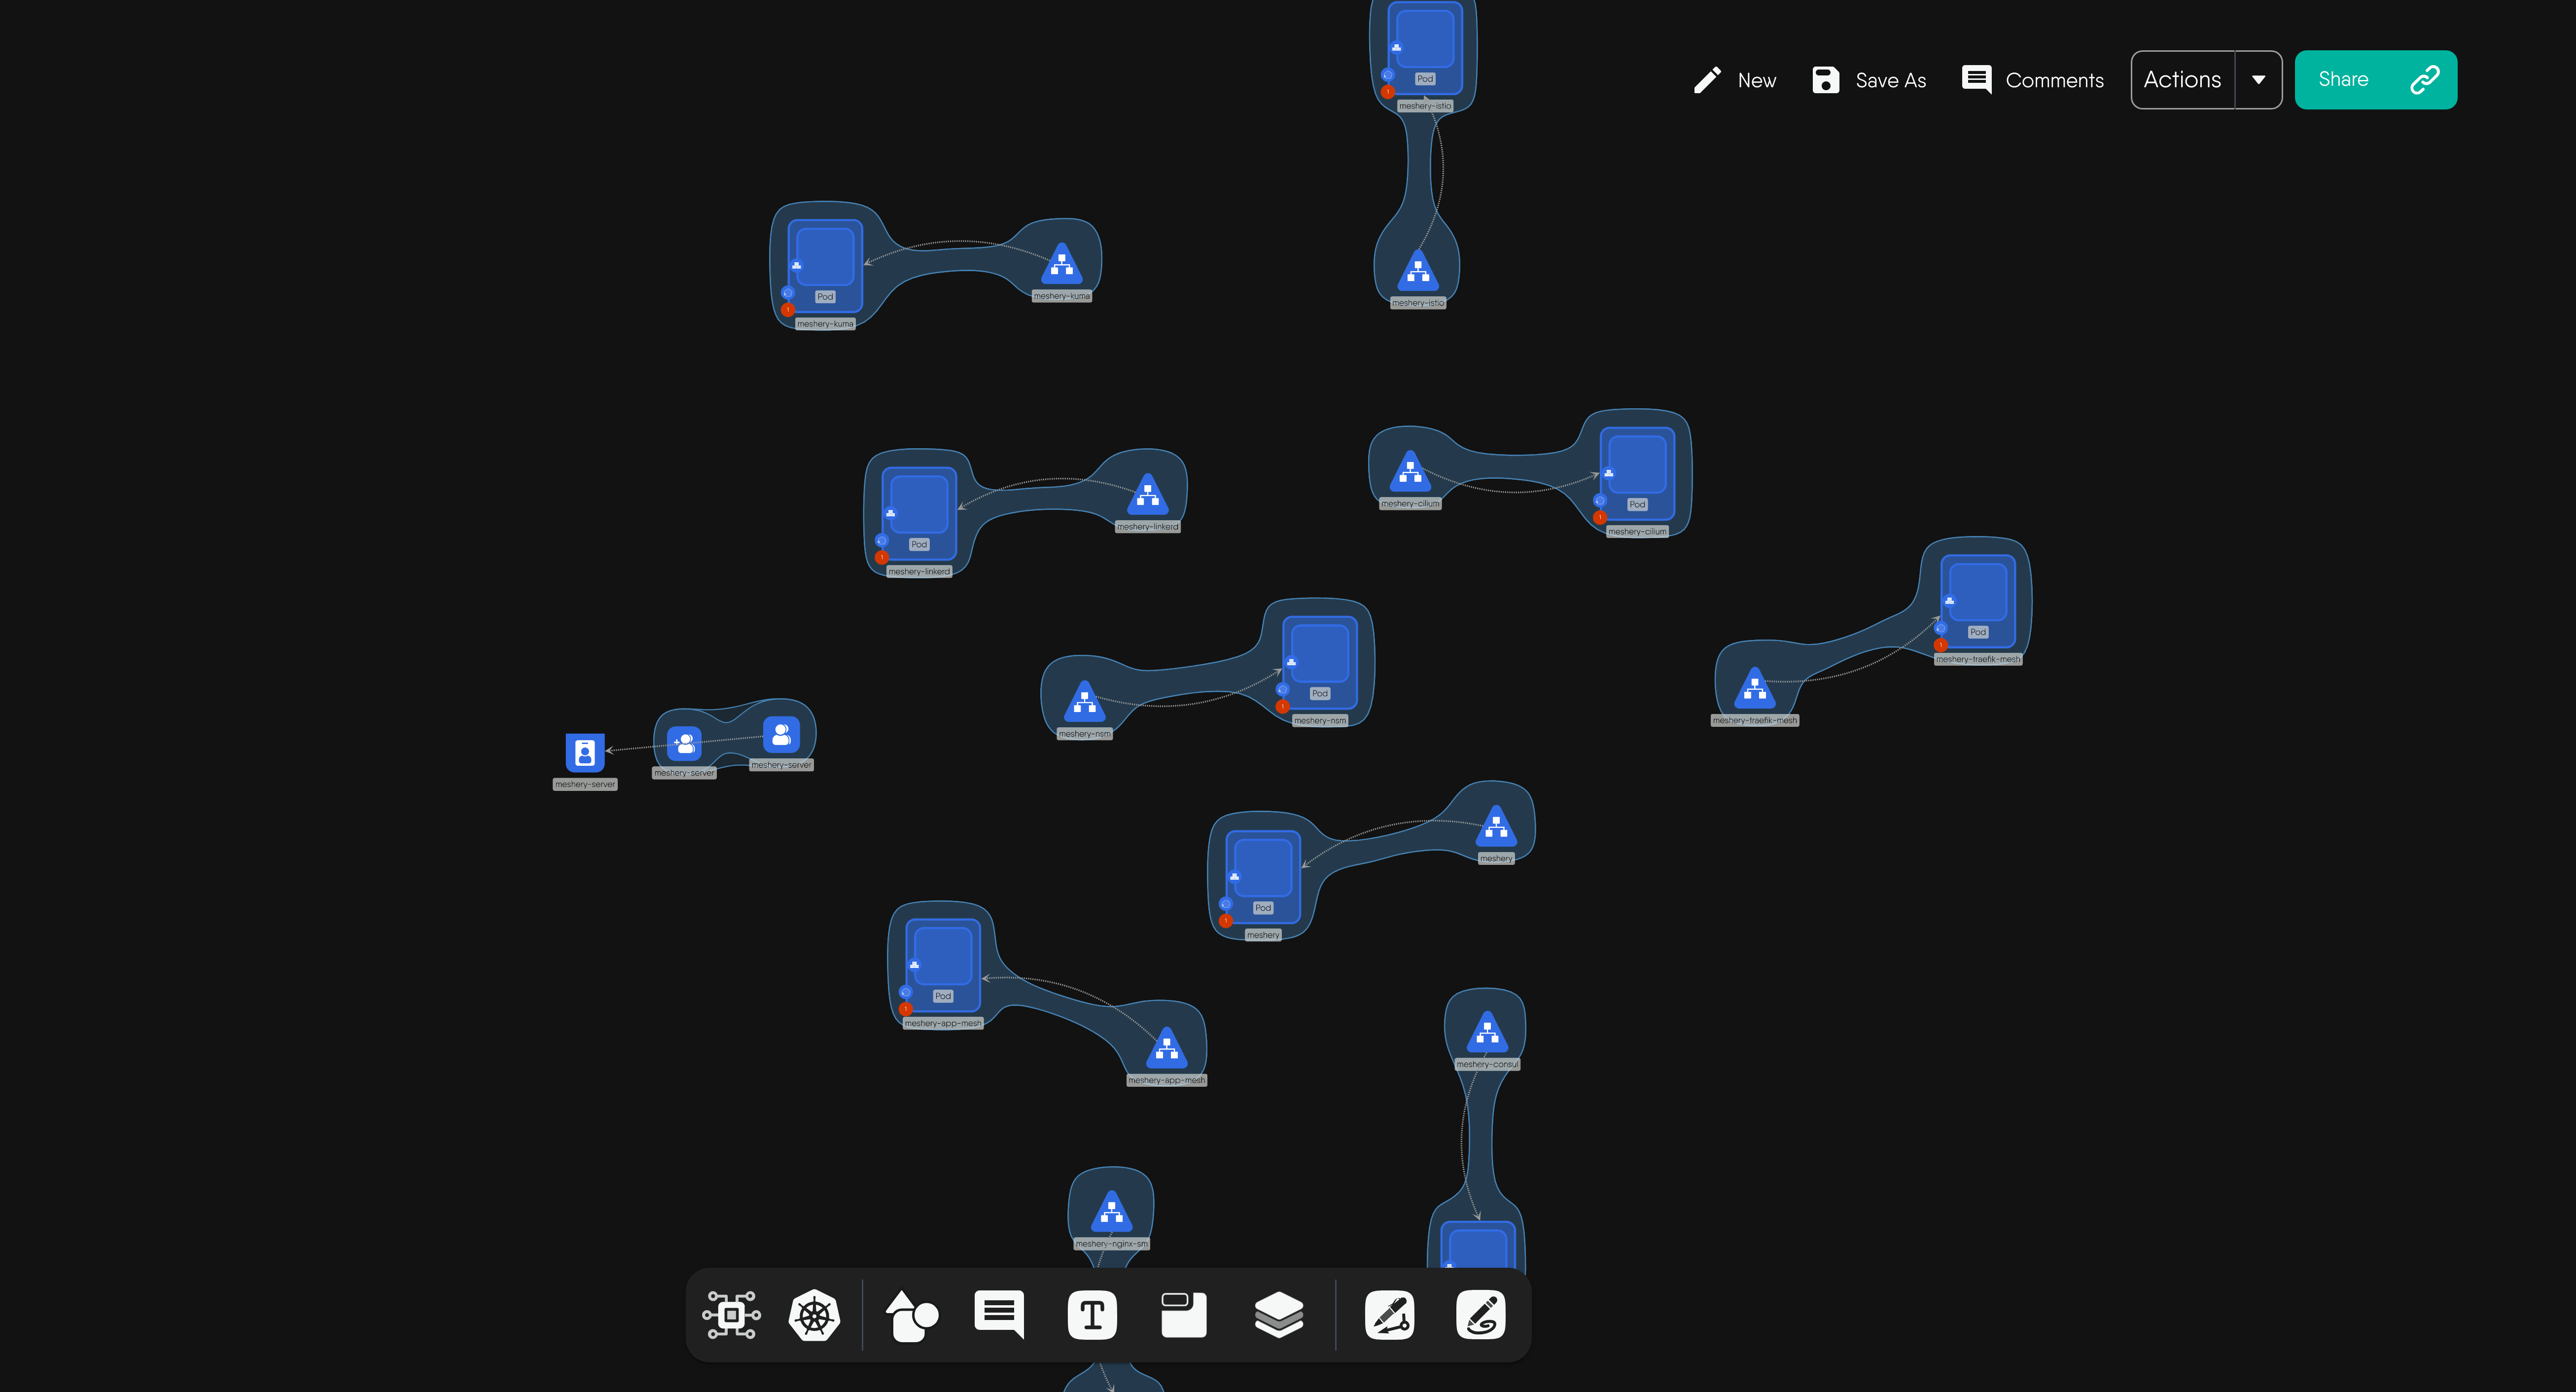 Pod
meshery-istio
New
Save As
Comments
Actions
Share
meshery-istio
Pod
meshery-kuma
meshery-kuma
Pod
meshery-linkerd
meshery-linkerd
meshery-cilium
Pod
meshery-cilium
Pod
meshery-traefik-mesh
meshery-traefik-mesh
Pod
meshery-nsm
meshery-nsm
meshery-server
meshery-server
meshery-server
meshery
Pod
meshery
Pod
meshery-app-mesh
meshery-app-mesh
meshery-consul
meshery-nginx-sm
T